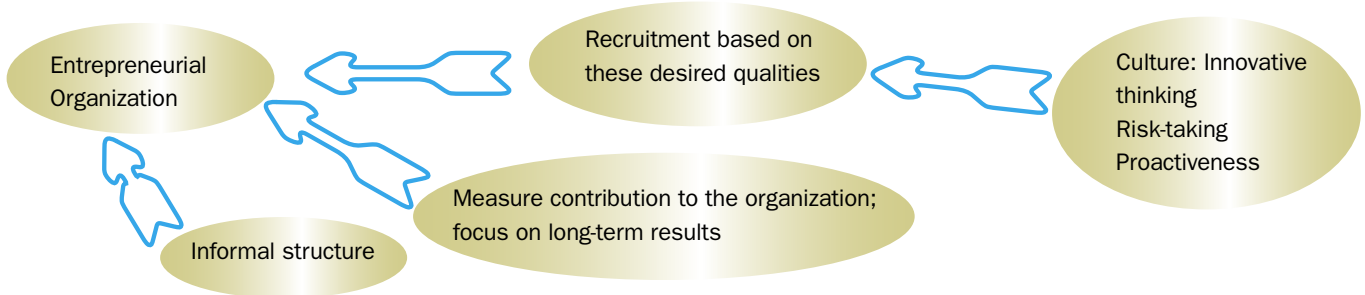 Entrepreneurial
Organization
Recruitment based on
these desired qualities
Culture: Innovative
thinking
Risk-taking
Proactiveness
Measure contribution to the organization;
focus on long-term results
Informal structure